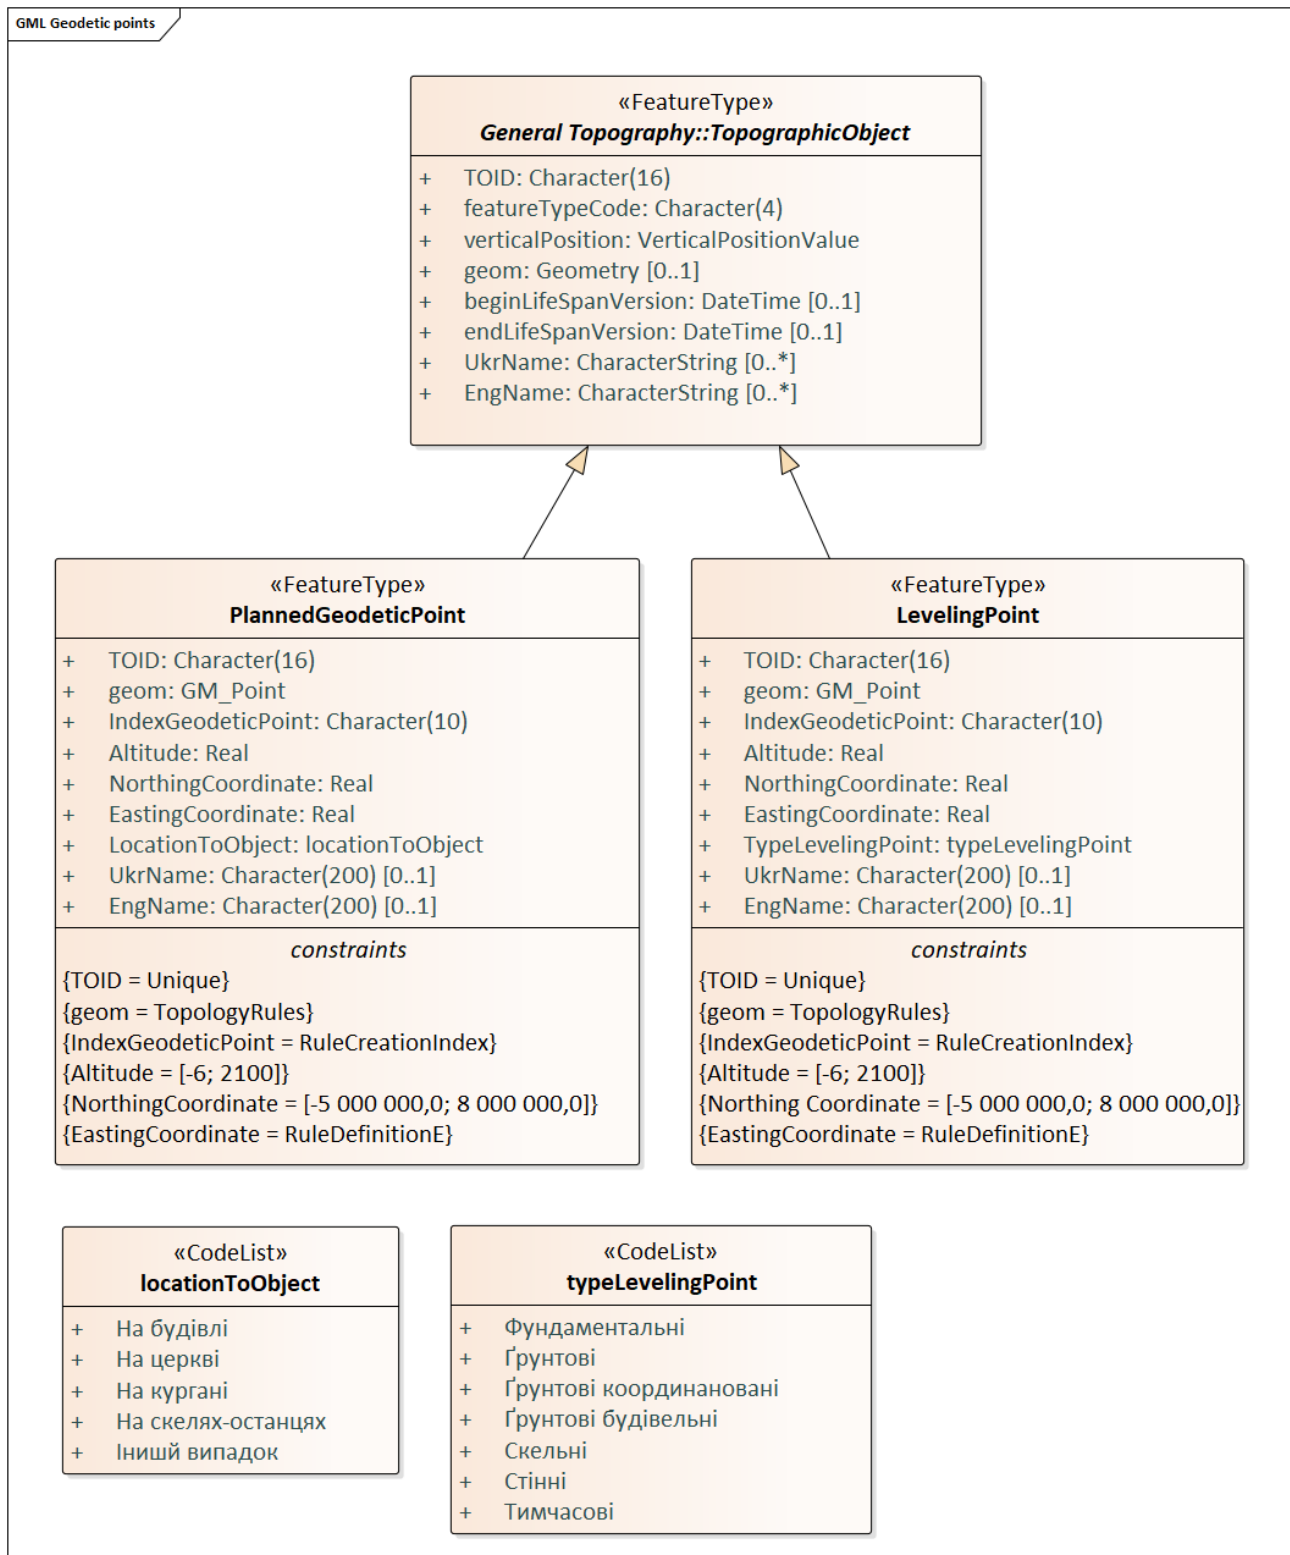 GML Geodetic points
«FeatureType»
General Topography::TopographicObject
+ TOID: Character(16)
+ featureTypeCode: Character(4)
+ verticalPosition: VerticalPositionValue
+ geom: Geometry [0..1]
+ beginLifeSpanVersion: DateTime [0..1]
+ endLifeSpanVersion: DateTime [0..1]
+ UkrName: CharacterString [0..*]
+ EngName: CharacterString [0..*]
«FeatureType»
PlannedGeodeticPoint
+ TOID: Character(16)
+ geom: GM_Point
+ IndexGeodeticPoint: Character(10)
+ Altitude: Real
+ NorthingCoordinate: Real
+ EastingCoordinate: Real
+ LocationToObject: locationToObject
+ UkrName: Character(200) [0..1]
+ EngName: Character(200) [0..1]
constraints
{TOID = Unique}
{geom = TopologyRules}
{IndexGeodeticPoint = RuleCreationIndex}
{Altitude = [-6; 2100]}
{NorthingCoordinate = [-5 000 000,0; 8 000 000,0]}
{EastingCoordinate = RuleDefinitionE}
«FeatureType»
LevelingPoint
+ TOID: Character(16)
+ geom: GM_Point
+ IndexGeodeticPoint: Character(10)
+ Altitude: Real
+ NorthingCoordinate: Real
+ EastingCoordinate: Real
+ TypeLevelingPoint: typeLevelingPoint
+ UkrName: Character(200) [0..1]
+ EngName: Character(200) [0..1]
constraints
{TOID = Unique}
{geom = TopologyRules}
{IndexGeodeticPoint = RuleCreationIndex}
{Altitude = [-6; 2100]}
{Northing Coordinate = [-5 000 000,0; 8 000 000,0]}
{EastingCoordinate = RuleDefinitionE}
«CodeList»
locationToObject
+ На будівлі
+ На церкві
+ На кургані
+ На скелях-останцях
+ Інишй випадок
«CodeList»
typeLevelingPoint
+ Фундаментальні
+ Ґрунтові
+ Ґрунтові координановані
+ Ґрунтові будівельні
+ Скельні
+ Стінні
+ Тимчасові